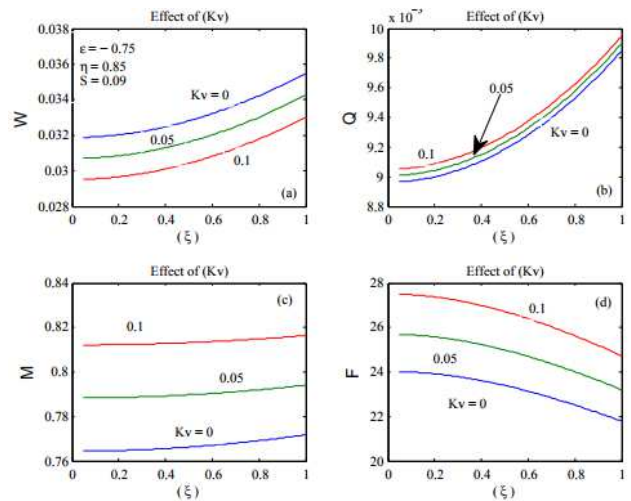 Effect of (Kv)
0.038
0.036
0.034
0.032
0.03
0.028
W
ε = − 0.75
η = 0.85
S = 0.09
Kv = 0
0.05
0.1
(a)
0 0.2 0.4 0.6 0.8 1
( ξ )
x 10⁻³
Effect of (Kv)
10
9.8
9.6
9.4
9.2
9
8.8
Q
0.05
Kv = 0
0.1
(b)
0 0.2 0.4 0.6 0.8 1
( ξ )
Effect of (Kv)
0.84
0.82
0.8
0.78
0.76
M
(c)
0.1
0.05
Kv = 0
0 0.2 0.4 0.6 0.8 1
( ξ )
Effect of (Kv)
28
26
24
22
20
F
(d)
0.1
0.05
Kv = 0
0 0.2 0.4 0.6 0.8 1
( ξ )